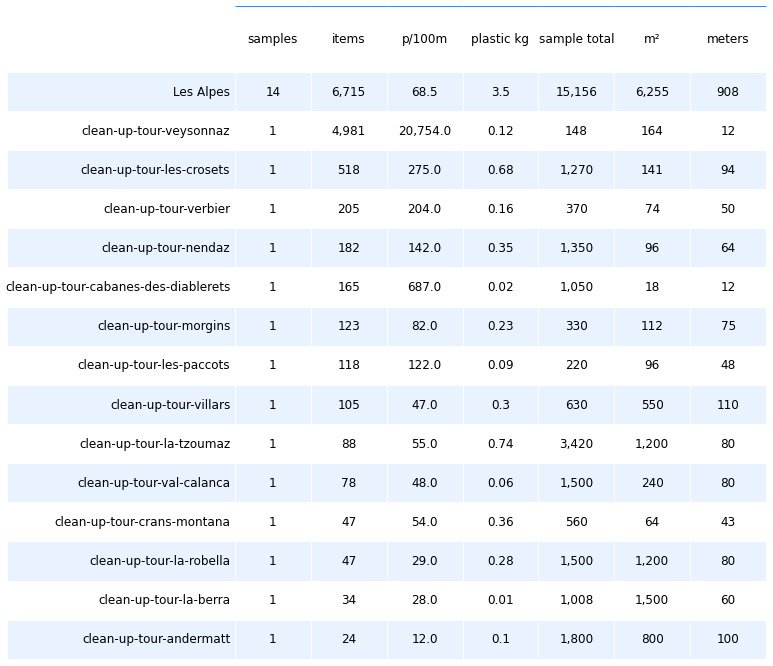 samples items p/100m plastic kg sample total m² meters
Les Alpes 14 6,715 68.5 3.5 15,156 6,255 908
clean-up-tour-veysonnaz 1 4,981 20,754.0 0.12 148 164 12
clean-up-tour-les-crosets 1 518 275.0 0.68 1,270 141 94
clean-up-tour-verbier 1 205 204.0 0.16 370 74 50
clean-up-tour-nendaz 1 182 142.0 0.35 1,350 96 64
clean-up-tour-cabanes-des-diablerets 1 165 687.0 0.02 1,050 18 12
clean-up-tour-morgins 1 123 82.0 0.23 330 112 75
clean-up-tour-les-paccots 1 118 122.0 0.09 220 96 48
clean-up-tour-villars 1 105 47.0 0.3 630 550 110
clean-up-tour-la-tzoumaz 1 88 55.0 0.74 3,420 1,200 80
clean-up-tour-val-calanca 1 78 48.0 0.06 1,500 240 80
clean-up-tour-crans-montana 1 47 54.0 0.36 560 64 43
clean-up-tour-la-robella 1 47 29.0 0.28 1,500 1,200 80
clean-up-tour-la-berra 1 34 28.0 0.01 1,008 1,500 60
clean-up-tour-andermatt 1 24 12.0 0.1 1,800 800 100